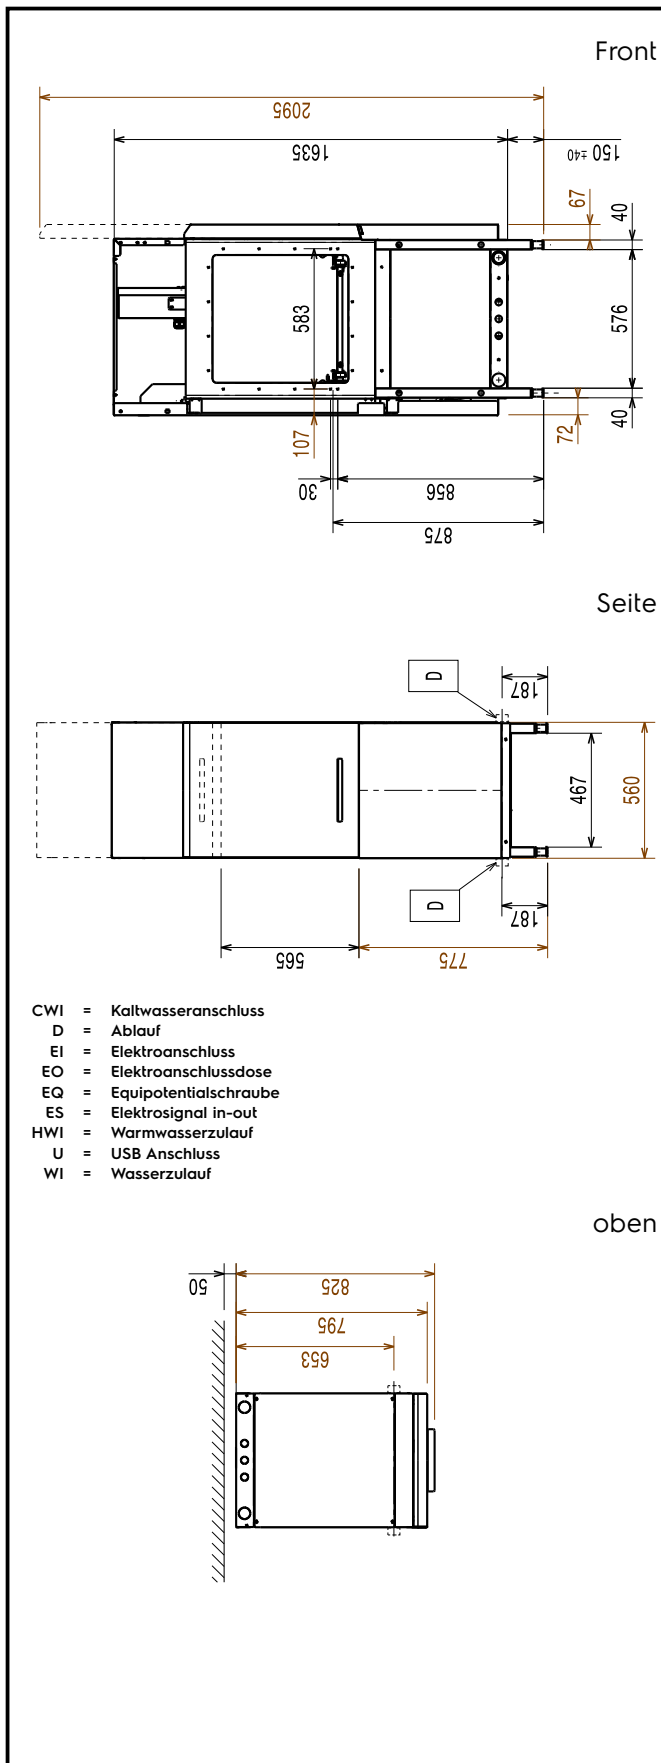 Front
2095
1635
150 ±40
67
40
583
576
107
72
40
30
856
875
Seite
D
187
467
560
D
187
565
775
CWI = Kaltwasseranschluss
D = Ablauf
EI = Elektroanschluss
EO = Elektroanschlussdose
EQ = Equipotentialschraube
ES = Elektrosignal in-out
HWI = Warmwasserzulauf
U = USB Anschluss
WI = Wasserzulauf
oben
50
825
795
653